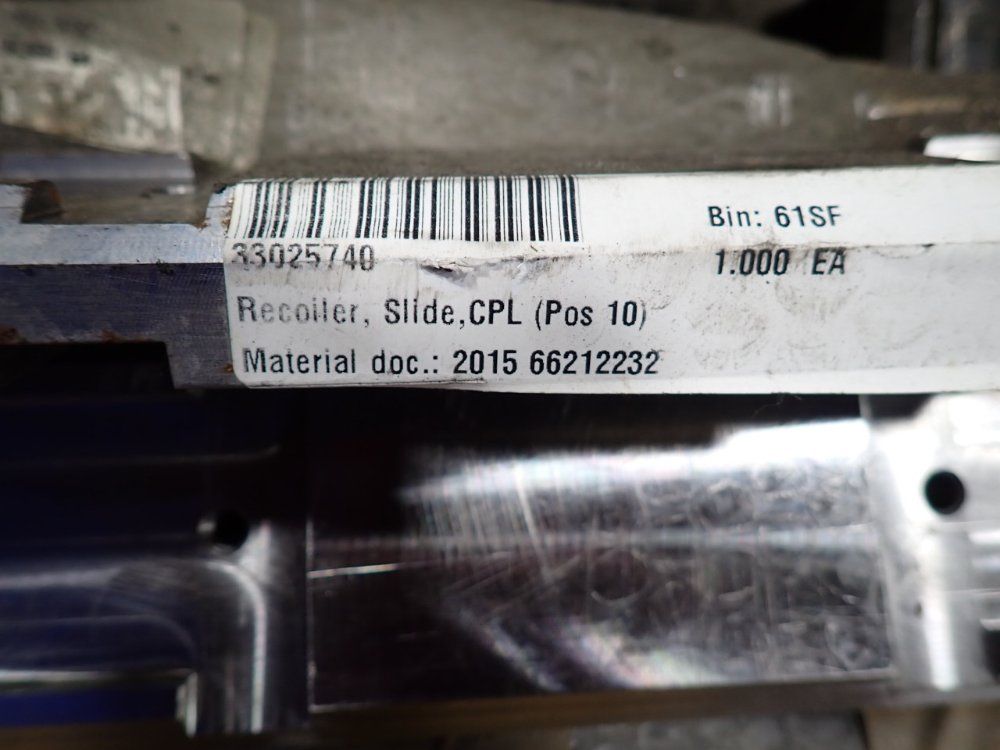 33025740
Bin: 61SF
1.000 EA
Recoiler, Slide,CPL (Pos 10)
Material doc.: 2015 66212232